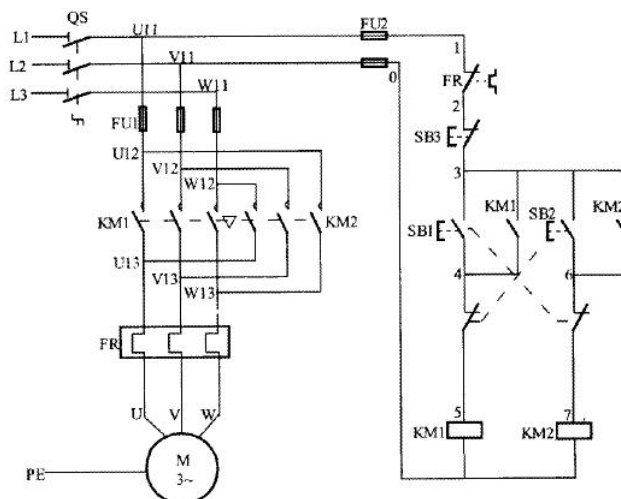 QS
L1
L2
L3
U11
V11
W11
FU2
0
1
FR
2
SB3
3
FU1
U12
V12
W12
KM1
KM2
U13
V13
W13
SB1
KM1
SB2
KM2
4
6
FR
5
7
KM1
KM2
U
V
W
M
3~
PE